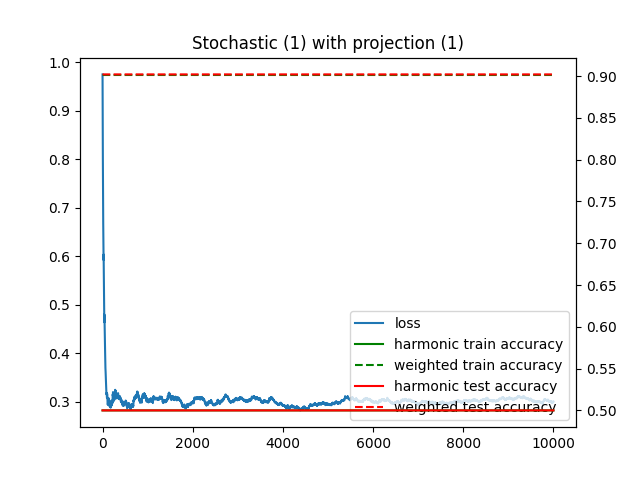 Stochastic (1) with projection (1)
1.0
0.9
0.8
0.7
0.6
0.5
0.4
0.3
0.90
0.85
0.80
0.75
0.70
0.65
0.60
0.55
0.50
loss
harmonic train accuracy
weighted train accuracy
harmonic test accuracy
weighted test accuracy
0 2000 4000 6000 8000 10000